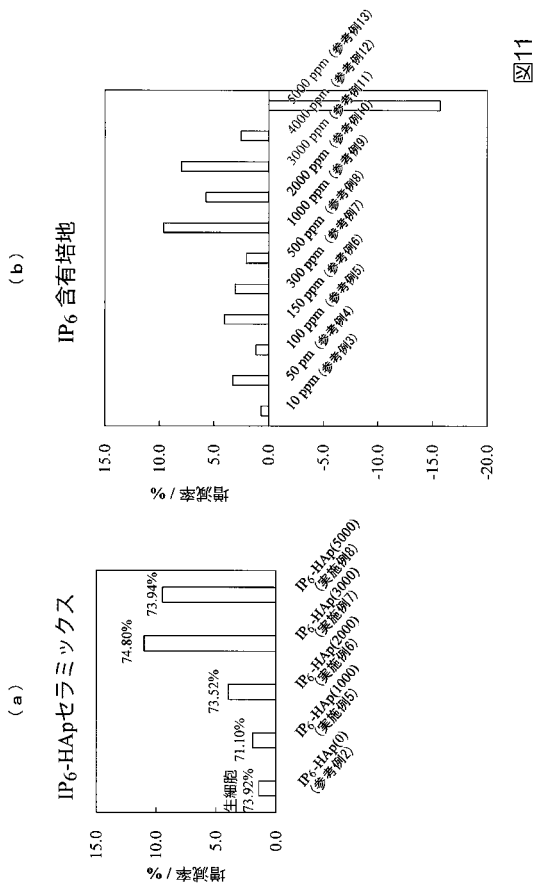 (a)
IP6-HApセラミックス
増減率 / %
15.0
10.0
5.0
0.0
生細胞
73.92%
71.10%
73.52%
74.80%
73.94%
IP6-HAp(0)
(参考例2)
IP6-HAp(1000)
(実施例5)
IP6-HAp(2000)
(実施例6)
IP6-HAp(3000)
(実施例7)
IP6-HAp(5000)
(実施例8)
(b)
IP6 含有培地
増減率 / %
15.0
10.0
5.0
0.0
-5.0
-10.0
-15.0
-20.0
10 ppm (参考例3)
50 pm (参考例4)
100 ppm (参考例5)
150 ppm (参考例6)
300 ppm (参考例7)
500 ppm (参考例8)
1000 ppm (参考例9)
2000 ppm (参考例10)
3000 ppm (参考例11)
4000 ppm (参考例12)
5000 ppm (参考例13)
図11